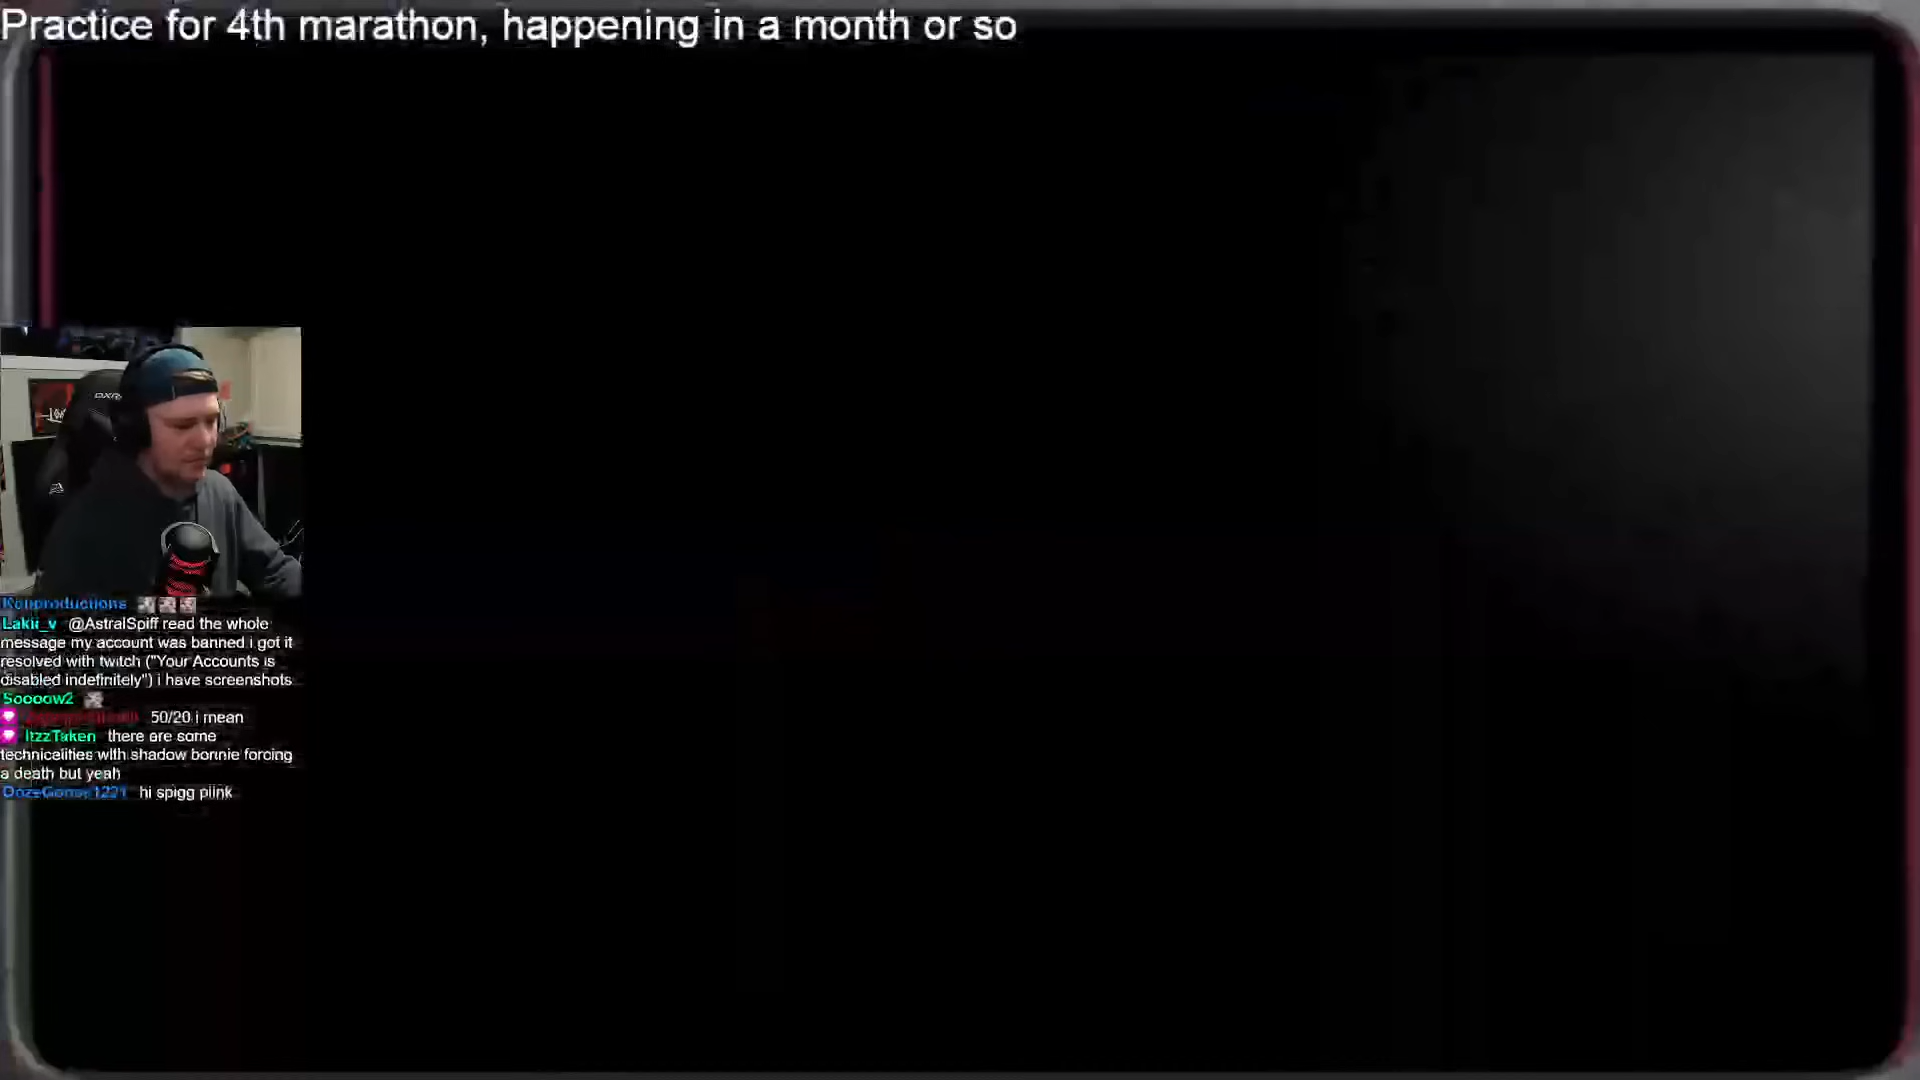 Practice for 4th marathon, happening in a month or so
Lakii_v @AstralSpiff read the whole
message my account was banned i got it
resolved with twitch ("Your Accounts is
disabled indefinitely") i have screenshots
Soooow2
50/20 i mean
ItzzTaken there are some
technicalities with shadow bonnie forcing
a death but yeah
hi spigg plink